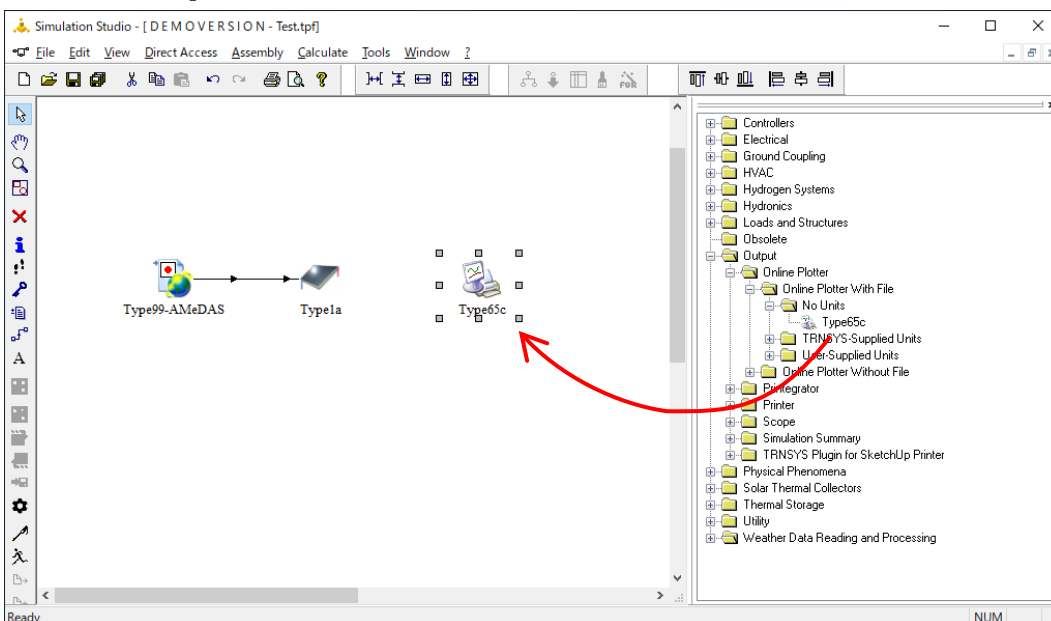 Simulation Studio - [ D E M O V E R S I O N - Test.tpf]
File Edit View Direct Access Assembly Calculate Tools Window ?
FOR
Controllers
Electrical
Ground Coupling
HVAC
Hydrogen Systems
Hydronics
Loads and Structures
Obsolete
Output
Online Plotter
Online Plotter With File
No Units
Type65c
TRNSYS-Supplied Units
User-Supplied Units
Online Plotter Without File
Printegrator
Printer
Scope
Simulation Summary
TRNSYS Plugin for SketchUp Printer
Physical Phenomena
Solar Thermal Collectors
Thermal Storage
Utility
Weather Data Reading and Processing
Type99-AMeDAS Type1a Type65c
A
Ready NUM